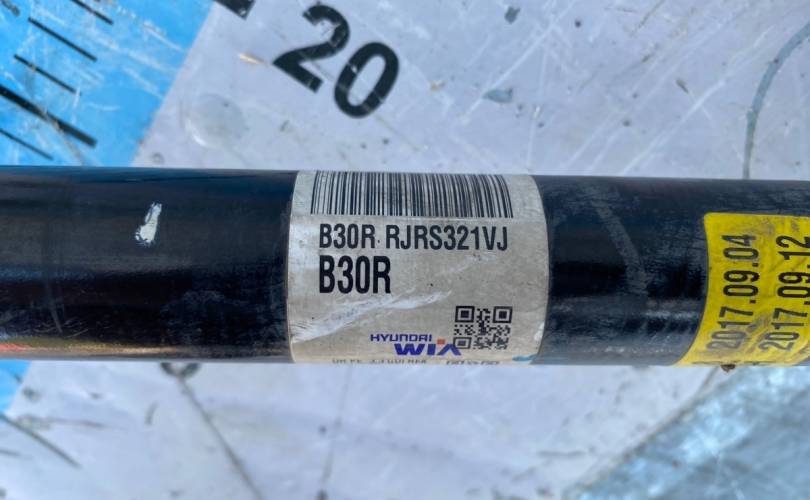 20
B30R RJRS321VJ
B30R
HYUNDAI
WIA
2017.09.04
2017.09.12